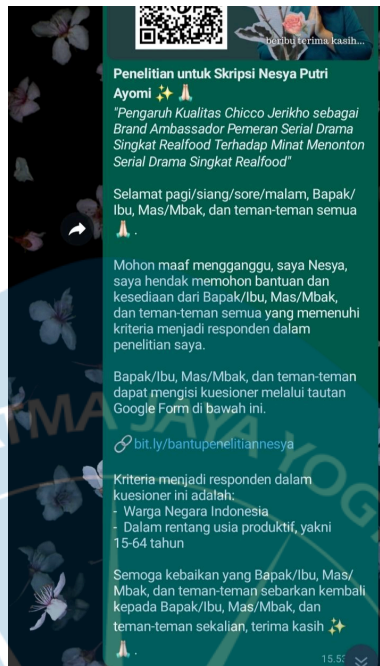 beribu terima kasih...
Penelitian untuk Skripsi Nesya Putri
Ayomi ✨🙏🏻
"Pengaruh Kualitas Chicco Jerikho sebagai
Brand Ambassador Pemeran Serial Drama
Singkat Realfood Terhadap Minat Menonton
Serial Drama Singkat Realfood"
Selamat pagi/siang/sore/malam, Bapak/
Ibu, Mas/Mbak, dan teman-teman semua
🙏🏻 .
Mohon maaf mengganggu, saya Nesya,
saya hendak memohon bantuan dan
kesediaan dari Bapak/Ibu, Mas/Mbak,
dan teman-teman semua yang memenuhi
kriteria menjadi responden dalam
penelitian saya.
Bapak/Ibu, Mas/Mbak, dan teman-teman
dapat mengisi kuesioner melalui tautan
Google Form di bawah ini.
🔗 bit.ly/bantupenelitiannesya
Kriteria menjadi responden dalam
kuesioner ini adalah:
- Warga Negara Indonesia
- Dalam rentang usia produktif, yakni
15-64 tahun
Semoga kebaikan yang Bapak/Ibu, Mas/
Mbak, dan teman-teman sebarkan kembali
kepada Bapak/Ibu, Mas/Mbak, dan
teman-teman sekalian, terima kasih ✨
🙏🏻 .
TMA JAYA YOG